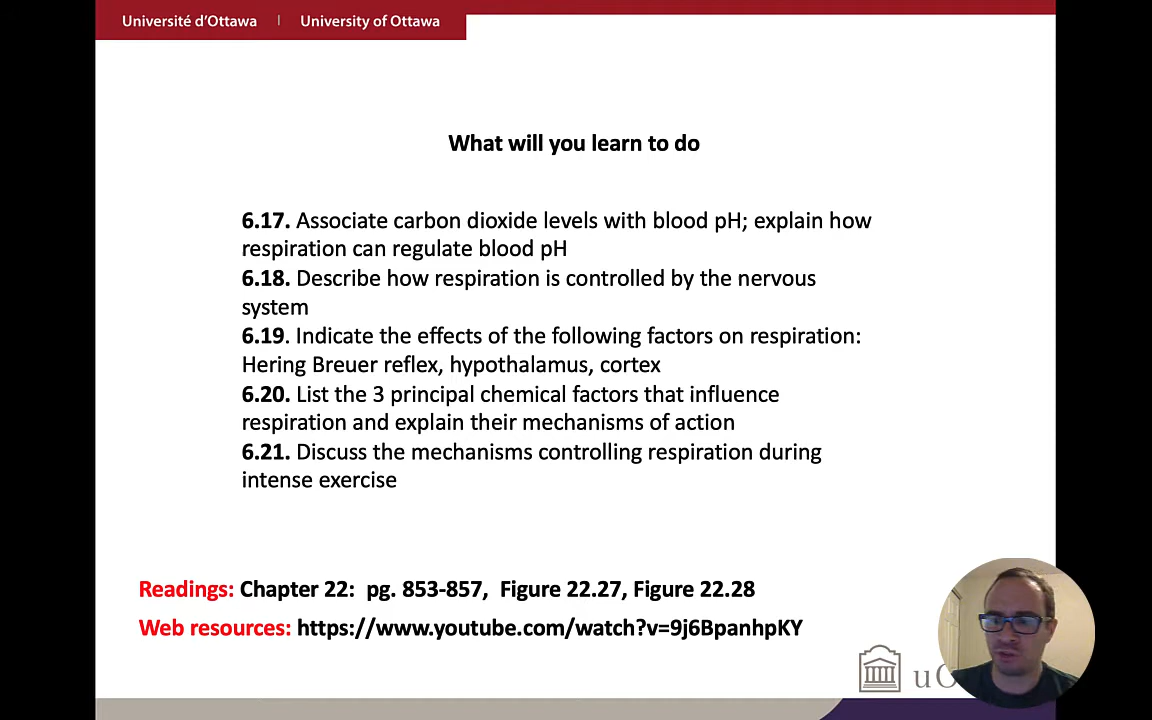 Université d'Ottawa | University of Ottawa
What will you learn to do
6.17. Associate carbon dioxide levels with blood pH; explain how
respiration can regulate blood pH
6.18. Describe how respiration is controlled by the nervous
system
6.19. Indicate the effects of the following factors on respiration:
Hering Breuer reflex, hypothalamus, cortex
6.20. List the 3 principal chemical factors that influence
respiration and explain their mechanisms of action
6.21. Discuss the mechanisms controlling respiration during
intense exercise
Readings: Chapter 22: pg. 853-857, Figure 22.27, Figure 22.28
Web resources: https://www.youtube.com/watch?v=9j6BpanhpKY